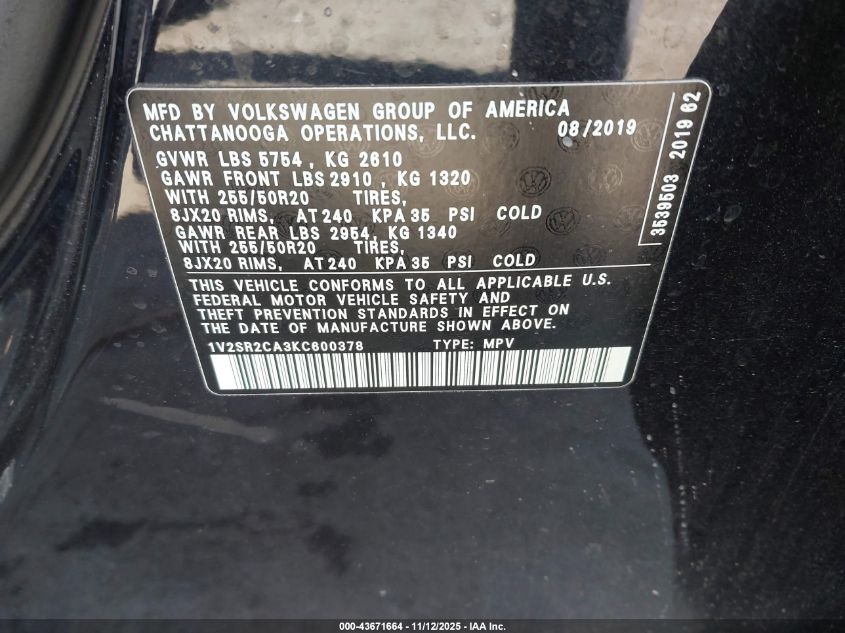 MFD BY VOLKSWAGEN GROUP OF AMERICA
CHATTANOOGA OPERATIONS, LLC. 08/2019
GVWR LBS 5754 , KG 2610
GAWR FRONT LBS 2910 , KG 1320
WITH 255/50R20 TIRES,
8JX20 RIMS, AT 240 KPA 35 PSI COLD
GAWR REAR LBS 2954, KG 1340
WITH 255/50R20 TIRES,
8JX20 RIMS, AT 240 KPA 35 PSI COLD
THIS VEHICLE CONFORMS TO ALL APPLICABLE U.S.
FEDERAL MOTOR VEHICLE SAFETY AND
THEFT PREVENTION STANDARDS IN EFFECT ON
THE DATE OF MANUFACTURE SHOWN ABOVE.
1V2SR2CA3KC600378 TYPE: MPV
3539503 2019 62
000-43671664 - 11/12/2025 - IAA Inc.